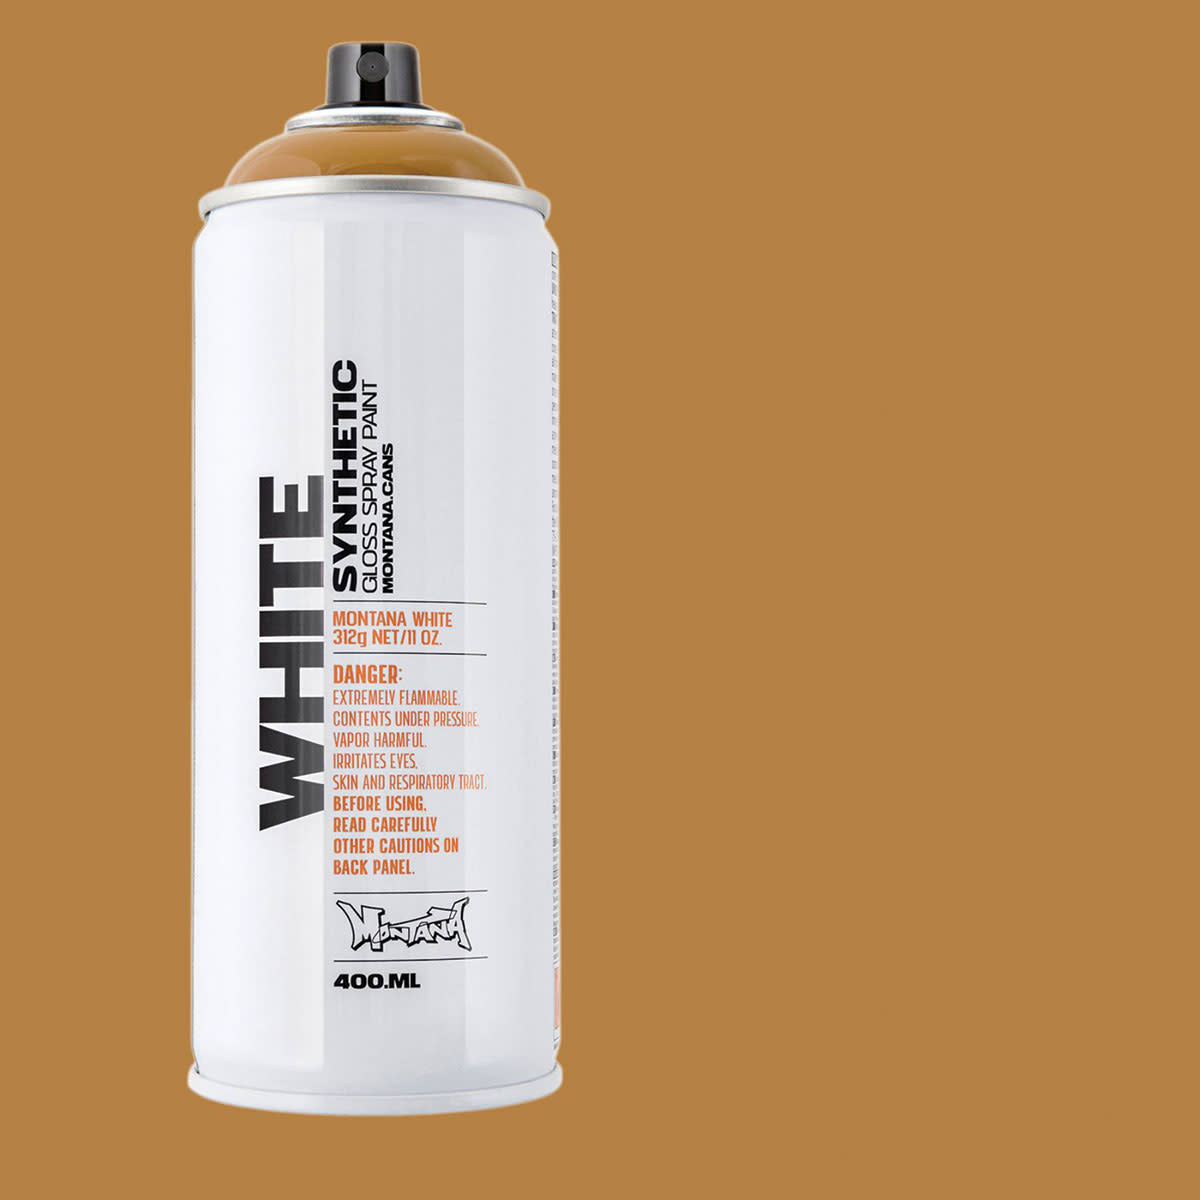 WHITE
SYNTHETIC
GLOSS SPRAY PAINT
MONTANA.CANS
MONTANA WHITE
312g NET/11 OZ.
DANGER:
EXTREMELY FLAMMABLE.
CONTENTS UNDER PRESSURE.
VAPOR HARMFUL.
IRRITATES EYES,
SKIN AND RESPIRATORY TRACT.
BEFORE USING,
READ CAREFULLY
OTHER CAUTIONS ON
BACK PANEL.
MONTANA
400.ML